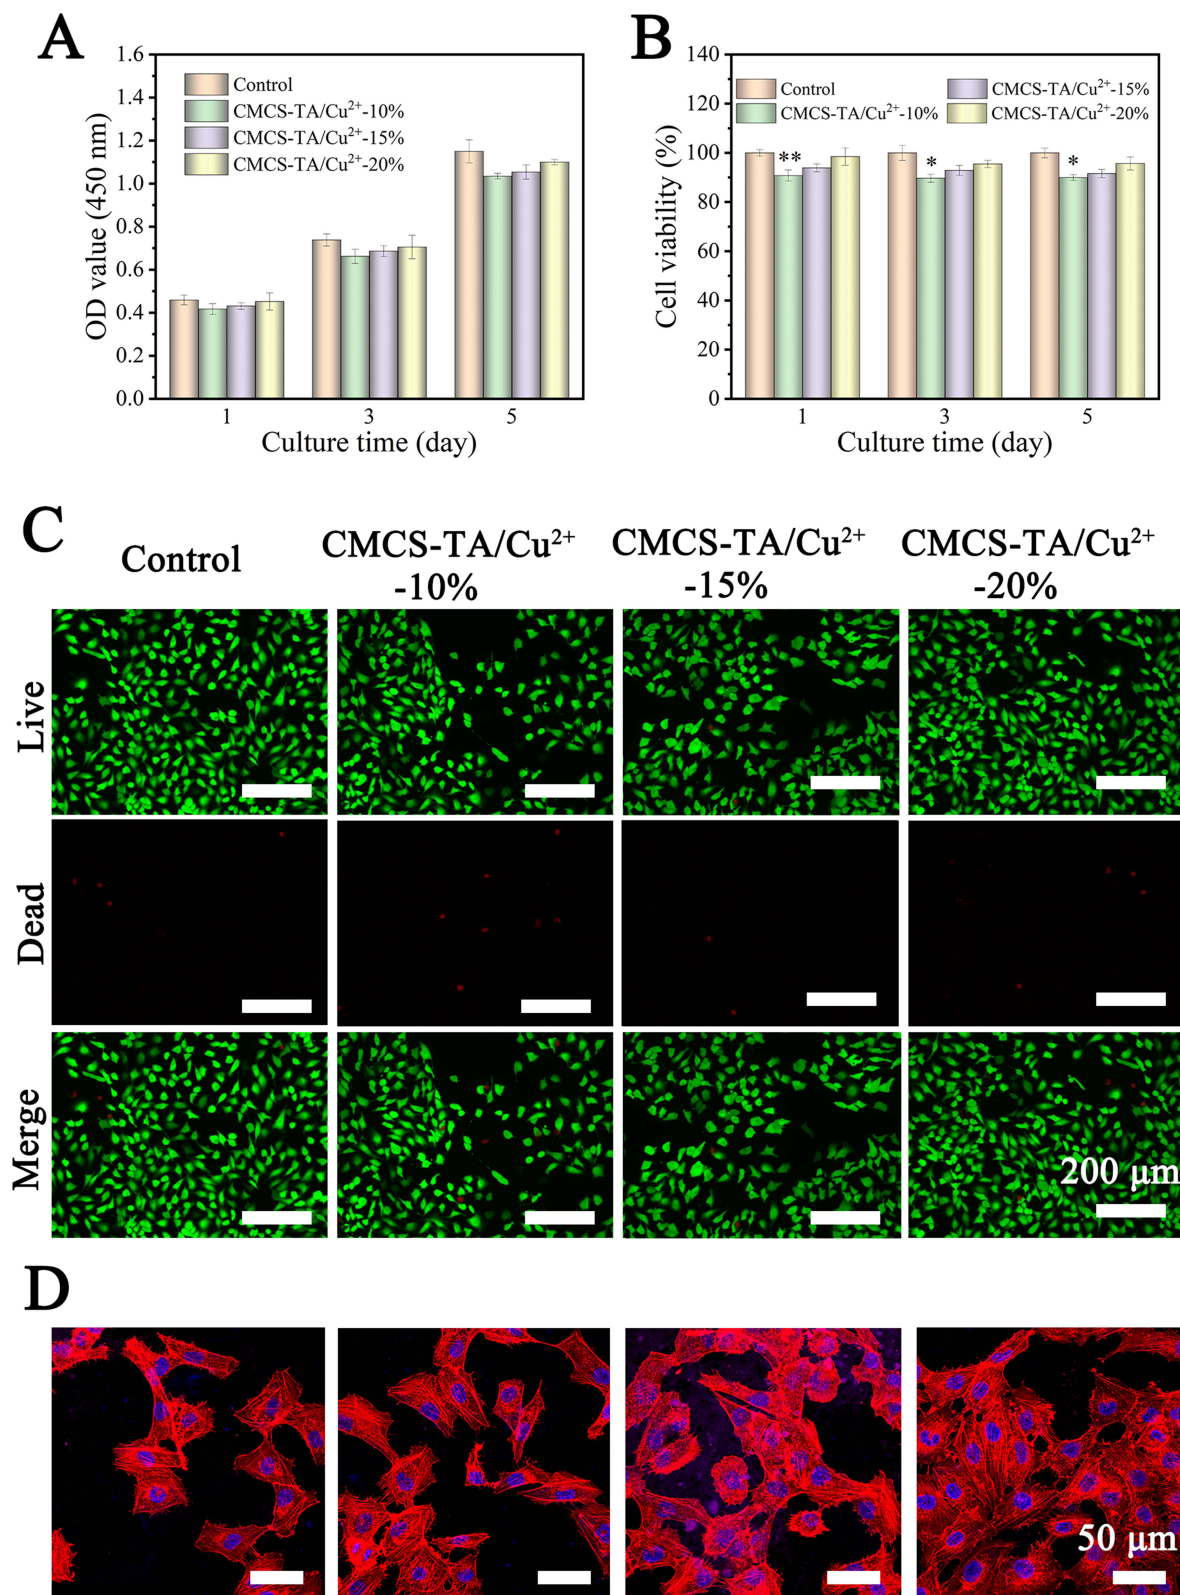 A
1.6
1.4
1.2
1.0
0.8
0.6
0.4
0.2
0.0
OD value (450 nm)
Control
CMCS-TA/Cu²⁺-10%
CMCS-TA/Cu²⁺-15%
CMCS-TA/Cu²⁺-20%
1 3 5
Culture time (day)
B
140
120
100
80
60
40
20
0
Cell viability (%)
Control
CMCS-TA/Cu²⁺-10%
CMCS-TA/Cu²⁺-15%
CMCS-TA/Cu²⁺-20%
** * *
1 3 5
Culture time (day)
C
Control
CMCS-TA/Cu²⁺
-10%
CMCS-TA/Cu²⁺
-15%
CMCS-TA/Cu²⁺
-20%
Live
Dead
Merge
200 μm
D
50 μm